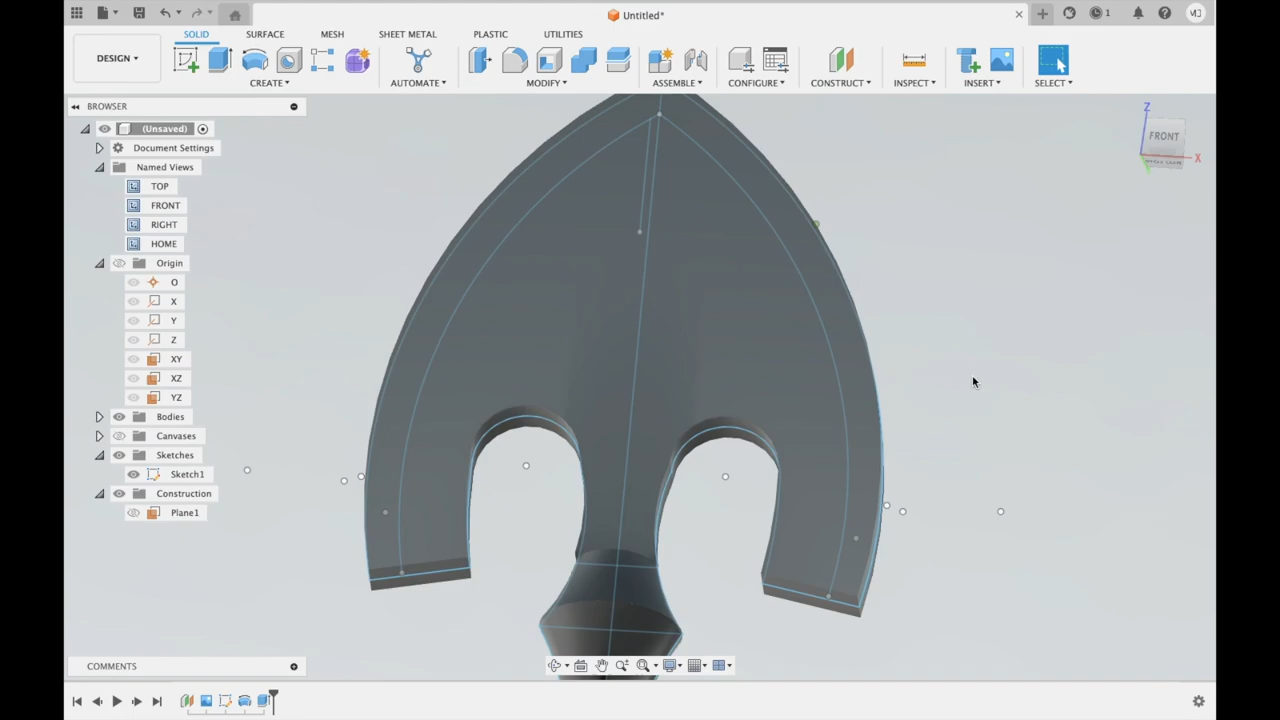 Untitled*
1
MJ
DESIGN
SOLID
SURFACE
MESH
SHEET METAL
PLASTIC
UTILITIES
CREATE
AUTOMATE
MODIFY
ASSEMBLE
CONFIGURE
CONSTRUCT
INSPECT
INSERT
SELECT
BROWSER
(Unsaved)
Document Settings
Named Views
TOP
FRONT
RIGHT
HOME
Origin
O
X
Y
Z
XY
XZ
YZ
Bodies
Canvases
Sketches
Sketch1
Construction
Plane1
Z
FRONT
X
COMMENTS